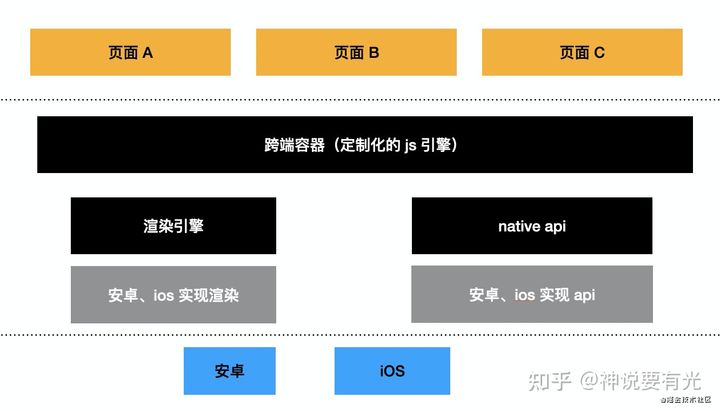 页面 A
页面 B
页面 C
跨端容器（定制化的 js 引擎）
渲染引擎
native api
安卓、ios 实现渲染
安卓、ios 实现 api
安卓
iOS
知乎 @神说要有光
@掘金技术社区